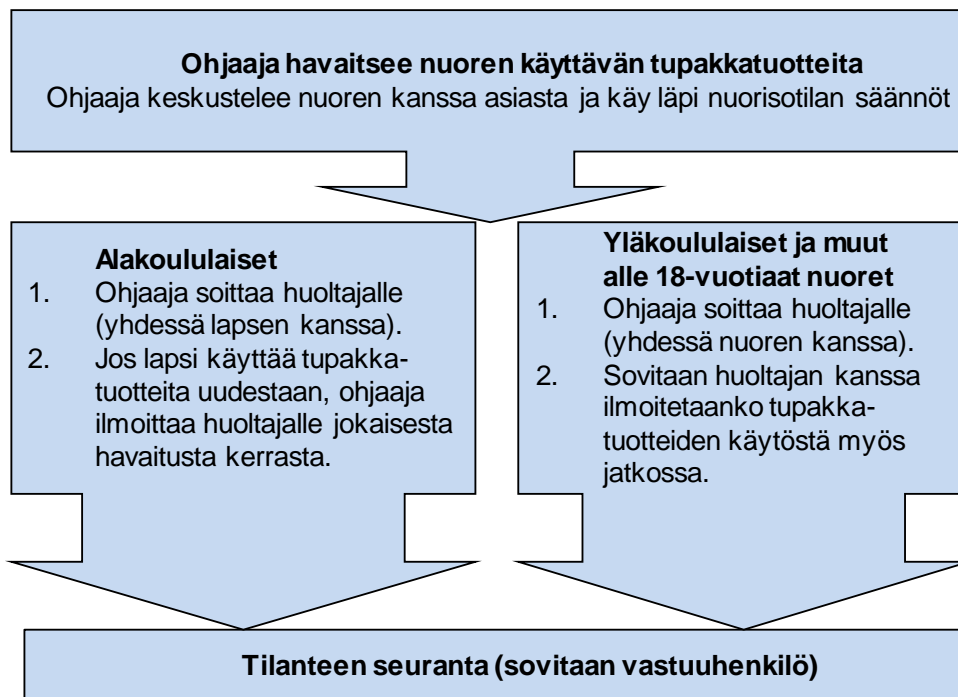 Ohjaaja havaitsee nuoren käyttävän tupakkatuotteita
Ohjaaja keskustelee nuoren kanssa asiasta ja käy läpi nuorisotilan säännöt
Alakoululaiset
1. Ohjaaja soittaa huoltajalle
(yhdessä lapsen kanssa).
2. Jos lapsi käyttää tupakka-
tuotteita uudestaan, ohjaaja
ilmoittaa huoltajalle jokaisesta
havaitusta kerrasta.
Yläkoululaiset ja muut
alle 18-vuotiaat nuoret
1. Ohjaaja soittaa huoltajalle
(yhdessä nuoren kanssa).
2. Sovitaan huoltajan kanssa
ilmoitetaanko tupakka-
tuotteiden käytöstä myös
jatkossa.
Tilanteen seuranta (sovitaan vastuuhenkilö)